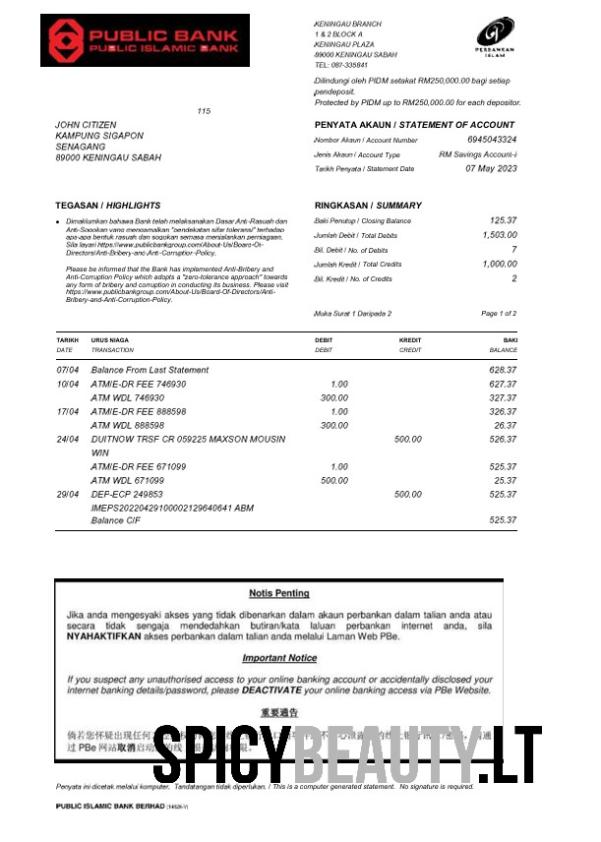 PUBLIC BANK
PUBLIC ISLAMIC BANK
KENINGAU BRANCH
1 & 2 BLOCK A
KENINGAU PLAZA
89000 KENINGAU SABAH
TEL: 087-335841
PERBANKAN
ISLAM
Dilindungi oleh PIDM setakat RM250,000.00 bagi setiap
pendeposit.
Protected by PIDM up to RM250,000.00 for each depositor.
115
JOHN CITIZEN
KAMPUNG SIGAPON
SENAGANG
89000 KENINGAU SABAH
PENYATA AKAUN / STATEMENT OF ACCOUNT
Nombor Akaun / Account Number 6945043324
Jenis Akaun / Account Type RM Savings Account-i
Tarikh Penyata / Statement Date 07 May 2023
TEGASAN / HIGHLIGHTS
• Dimaklumkan bahawa Bank telah melaksanakan Dasar Anti-Rasuah dan
Anti-Sogokan yang mengamalkan "pendekatan sifar toleransi" terhadap
apa-apa bentuk rasuah dan sogokan semasa menjalankan perniagaan.
Sila layari https://www.publicbankgroup.com/About-Us/Board-Of-
Directors/Anti-Bribery-and-Anti-Corruption-Policy.
Please be informed that the Bank has implemented Anti-Bribery and
Anti-Corruption Policy which adopts a "zero-tolerance approach" towards
any form of bribery and corruption in conducting its business. Please visit
https://www.publicbankgroup.com/About-Us/Board-Of-Directors/Anti-
Bribery-and-Anti-Corruption-Policy.
RINGKASAN / SUMMARY
Baki Penutup / Closing Balance 125.37
Jumlah Debit / Total Debits 1,503.00
Bil. Debit / No. of Debits 7
Jumlah Kredit / Total Credits 1,000.00
Bil. Kredit / No. of Credits 2
Muka Surat 1 Daripada 2 Page 1 of 2
TARIKH URUS NIAGA DEBIT KREDIT BAKI
DATE TRANSACTION DEBIT CREDIT BALANCE
07/04 Balance From Last Statement 628.37
10/04 ATM/E-DR FEE 746930 1.00 627.37
ATM WDL 746930 300.00 327.37
17/04 ATM/E-DR FEE 888598 1.00 326.37
ATM WDL 888598 300.00 26.37
24/04 DUITNOW TRSF CR 059225 MAXSON MOUSIN 500.00 526.37
WIN
ATM/E-DR FEE 671099 1.00 525.37
ATM WDL 671099 500.00 25.37
29/04 DEP-ECP 249853 500.00 525.37
IMEPS20220429100002129640641 ABM
Balance C/F 525.37
Notis Penting
Jika anda mengesyaki akses yang tidak dibenarkan dalam akaun perbankan dalam talian anda atau
secara tidak sengaja mendedahkan butiran/kata laluan perbankan internet anda, sila
NYAHAKTIFKAN akses perbankan dalam talian anda melalui Laman Web PBe.
Important Notice
If you suspect any unauthorised access to your online banking account or accidentally disclosed your
internet banking details/password, please DEACTIVATE your online banking access via PBe Website.
重要通告
倘若您怀疑出现任何
过 PBe 网站取消启动
SPICYBEAUTY.LT
Penyata ini dicetak melalui komputer. Tandatangan tidak diperlukan. / This is a computer generated statement. No signature is required.
PUBLIC ISLAMIC BANK BERHAD